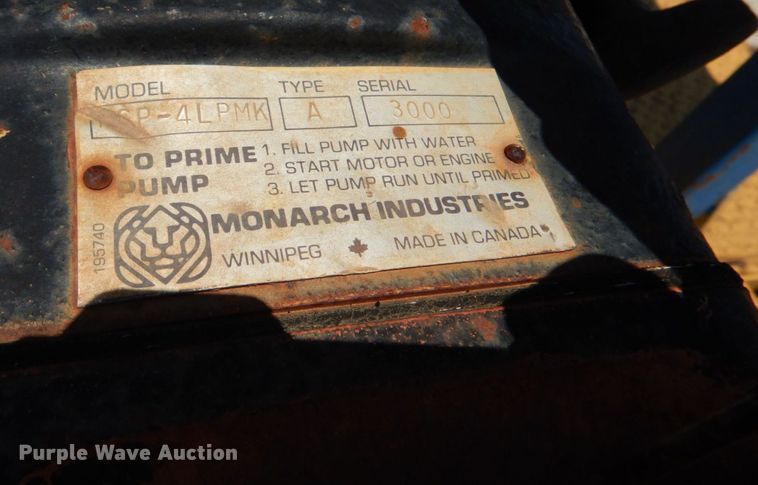 MODEL TYPE SERIAL
SP-4LPMK A 3000
TO PRIME PUMP
1. FILL PUMP WITH WATER
2. START MOTOR OR ENGINE
3. LET PUMP RUN UNTIL PRIMED
195740
MONARCH INDUSTRIES
WINNIPEG MADE IN CANADA
Purple Wave Auction